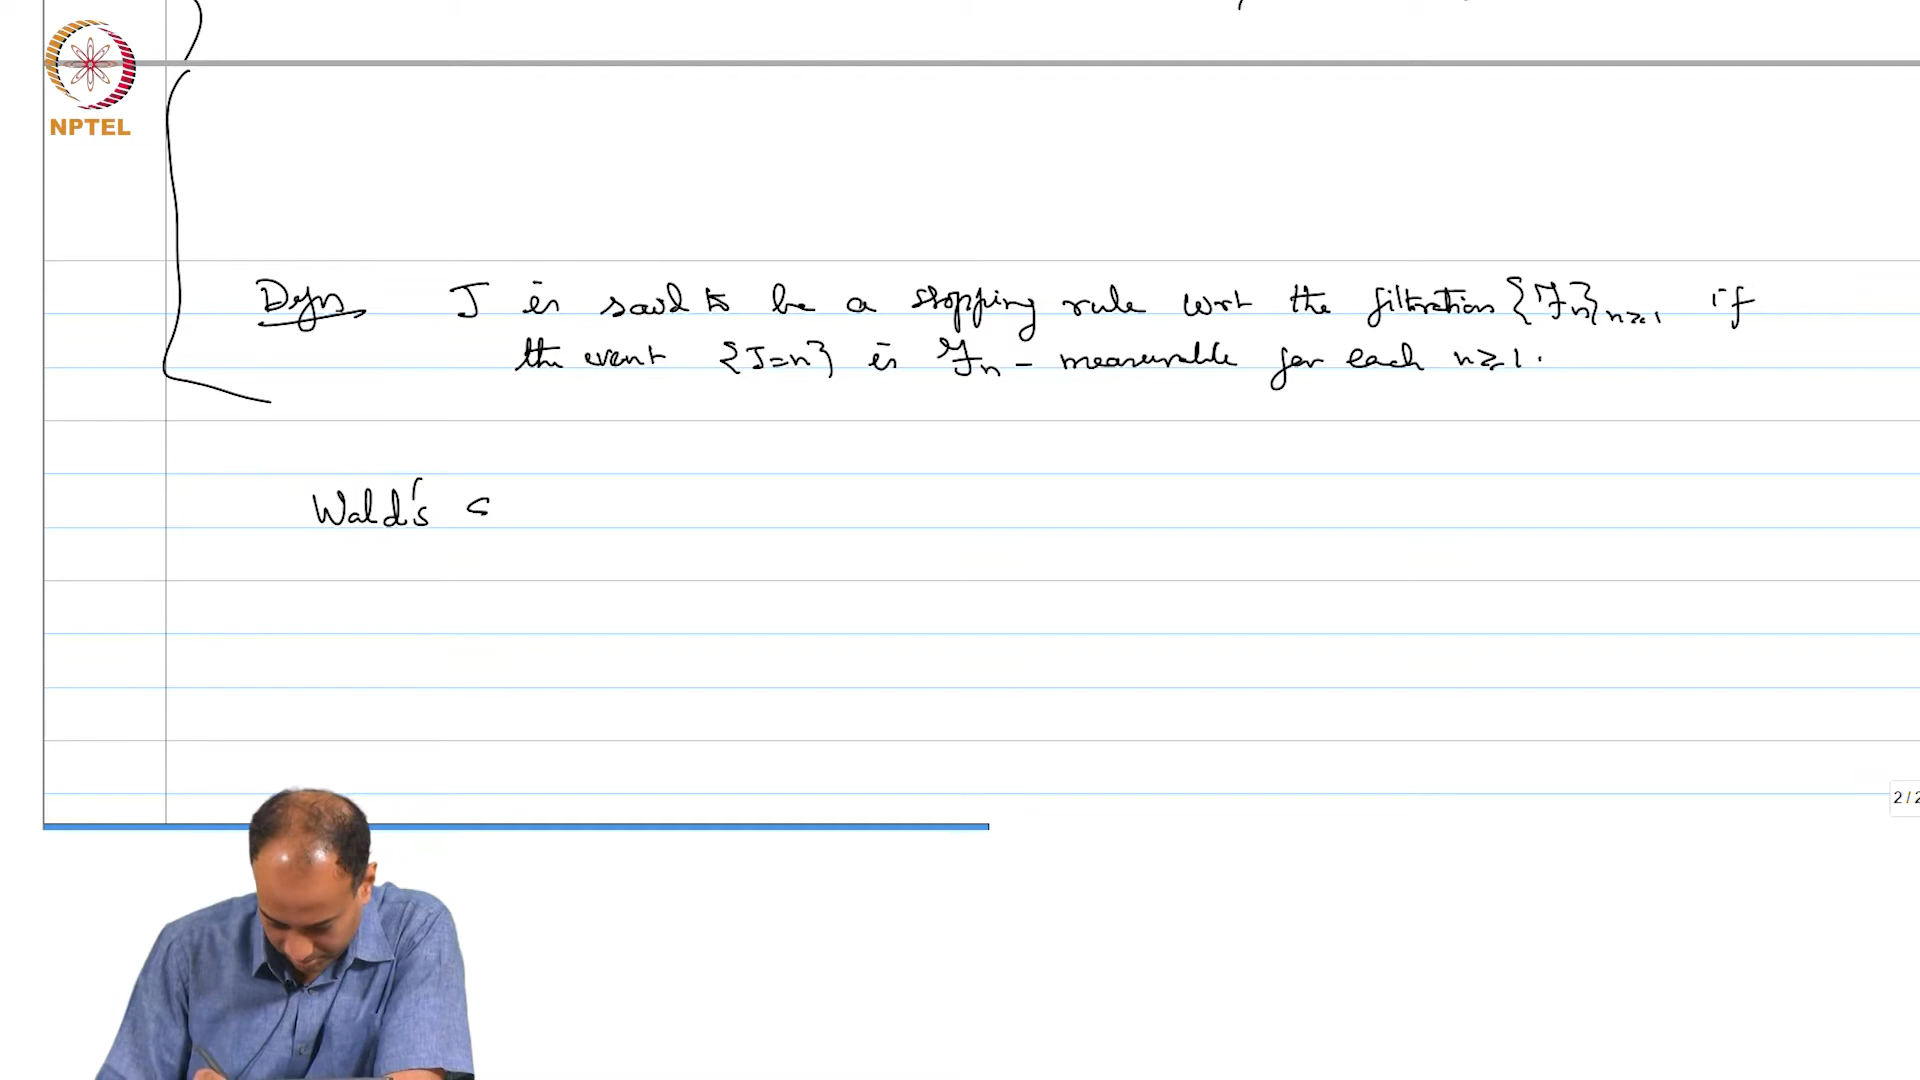 NPTEL
Defn J is said to be a stopping rule wrt the filtration {ℱn}n≥1 if
the event {J=n} is ℱn - measurable for each n≥1.
Wald's
2/2